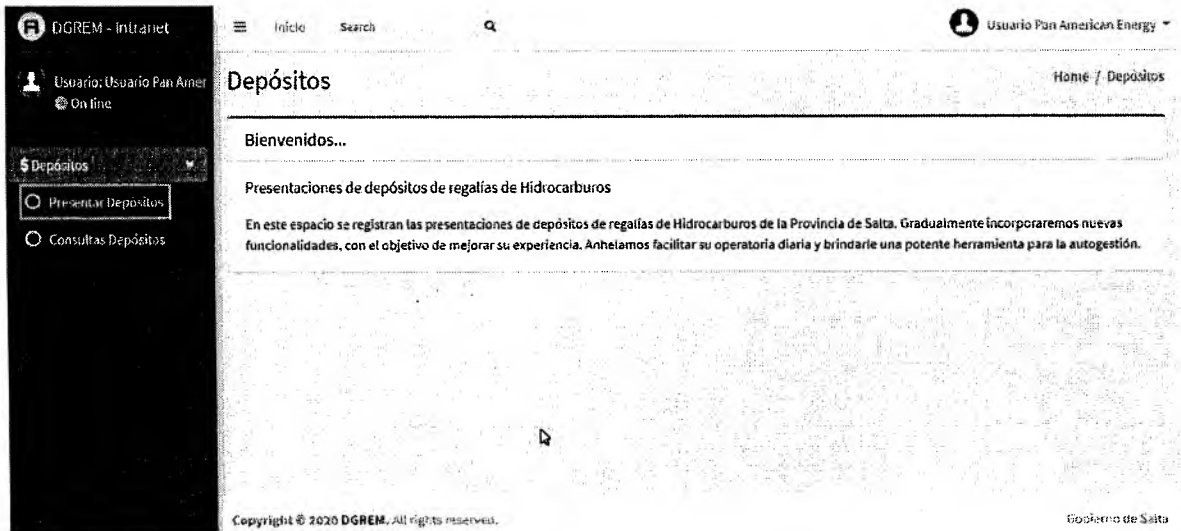 DGREM - Intranet
Inicio Search
Usuario Pan American Energy
Usuario: Usuario Pan Amer
On line
Depósitos
Home / Depósitos
Bienvenidos...
$ Depósitos
Presentar Depósitos
Consultas Depósitos
Presentaciones de depósitos de regalías de Hidrocarburos
En este espacio se registran las presentaciones de depósitos de regalías de Hidrocarburos de la Provincia de Salta. Gradualmente incorporaremos nuevas
funcionalidades, con el objetivo de mejorar su experiencia. Anhelamos facilitar su operatoria diaria y brindarle una potente herramienta para la autogestión.
Copyright © 2020 DGREM. All rights reserved.
Gobierno de Salta